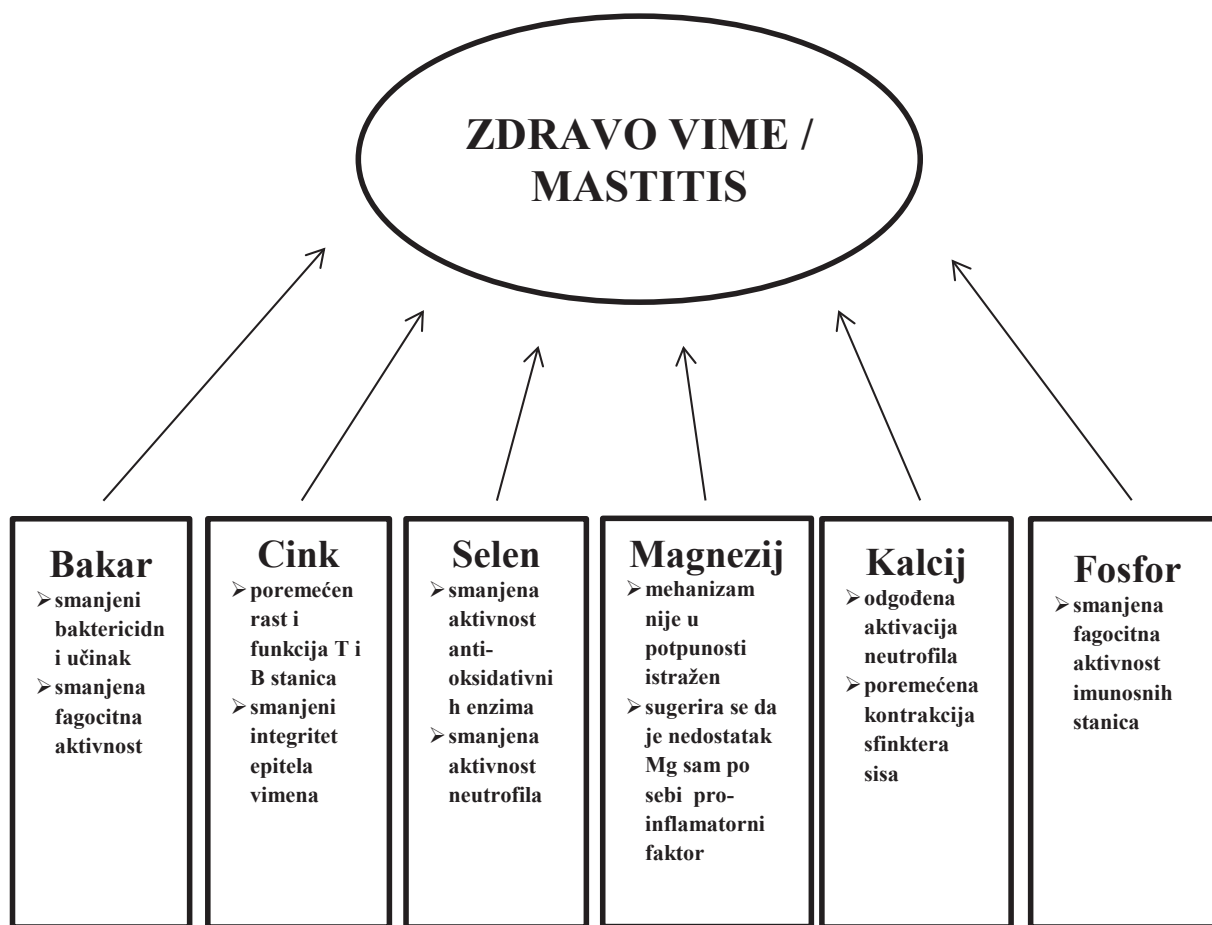 ZDRAVO VIME /
MASTITIS
Bakar
➢ smanjeni
baktericidn
i učinak
➢ smanjena
fagocitna
aktivnost
Cink
➢ poremećen
rast i
funkcija T i
B stanica
➢ smanjeni
integritet
epitela
vimena
Selen
➢ smanjena
aktivnost
anti-
oksidativni
h enzima
➢ smanjena
aktivnost
neutrofila
Magnezij
➢ mehanizam
nije u
potpunosti
istražen
➢ sugerira se da
je nedostatak
Mg sam po
sebi pro-
inflamatorni
faktor
Kalcij
➢ odgođena
aktivacija
neutrofila
➢ poremećena
kontrakcija
sfinktera
sisa
Fosfor
➢ smanjena
fagocitna
aktivnost
imunosnih
stanica